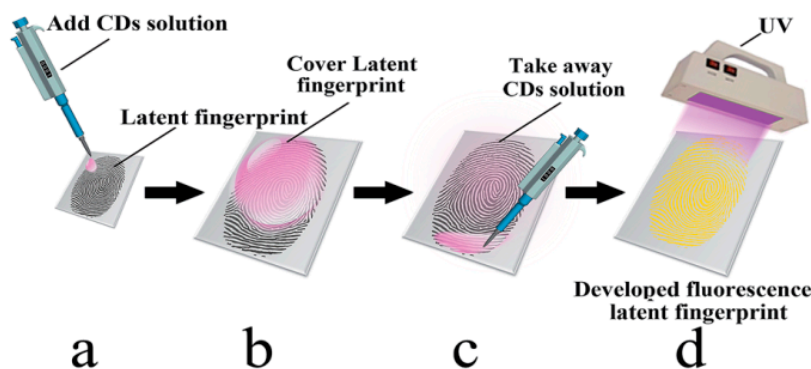 Add CDs solution
Latent fingerprint
Cover Latent
fingerprint
Take away
CDs solution
UV
Developed fluorescence
latent fingerprint
a
b
c
d